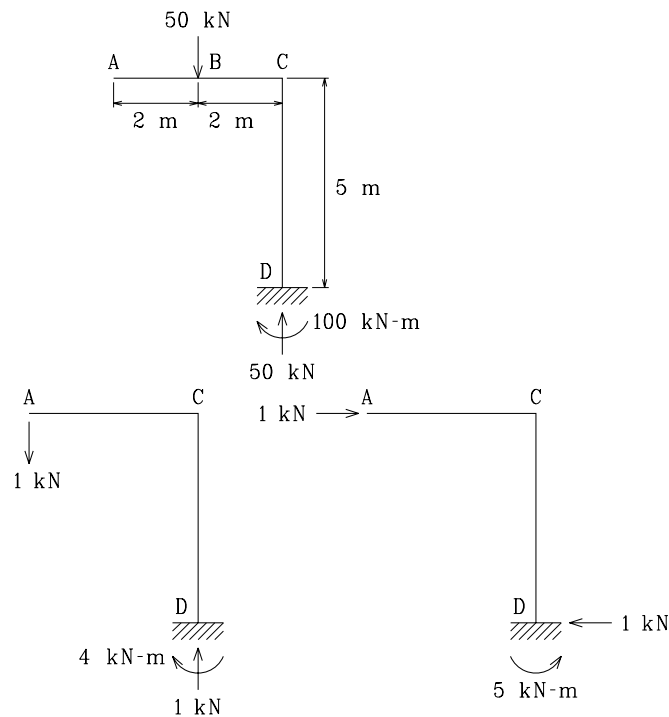 50 kN
A B C
2 m 2 m
5 m
D
100 kN-m
50 kN
A C
1 kN
D
4 kN-m
1 kN
1 kN A C
D
1 kN
5 kN-m